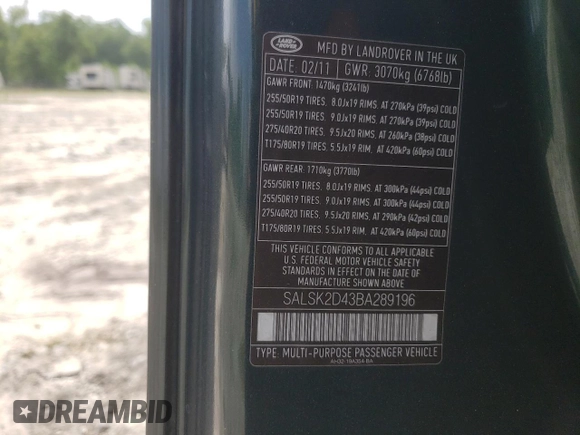 LAND ROVER
MFD BY LANDROVER IN THE UK
DATE: 02/11 GWR: 3070kg (6768lb)
GAWR FRONT: 1470kg (3241lb)
255/50R19 TIRES, 8.0Jx19 RIMS, AT 270kPa (39psi) COLD
255/50R19 TIRES, 9.0Jx19 RIMS, AT 270kPa (39psi) COLD
275/40R20 TIRES, 9.5Jx20 RIMS, AT 260kPa (38psi) COLD
T175/80R19 TIRES, 5.5Jx19 RIM, AT 420kPa (60psi) COLD
GAWR REAR: 1710kg (3770lb)
255/50R19 TIRES, 8.0Jx19 RIMS, AT 300kPa (44psi) COLD
255/50R19 TIRES, 9.0Jx19 RIMS, AT 300kPa (44psi) COLD
275/40R20 TIRES, 9.5Jx20 RIMS, AT 290kPa (42psi) COLD
T175/80R19 TIRES, 5.5Jx19 RIM, AT 420kPa (60psi) COLD
THIS VEHICLE CONFORMS TO ALL APPLICABLE
U.S. FEDERAL MOTOR VEHICLE SAFETY
STANDARDS IN EFFECT ON THE DATE OF
MANUFACTURE SHOWN ABOVE
SALSK2D43BA289196
TYPE: MULTI-PURPOSE PASSENGER VEHICLE
AH32 19A354 BA
DREAMBID